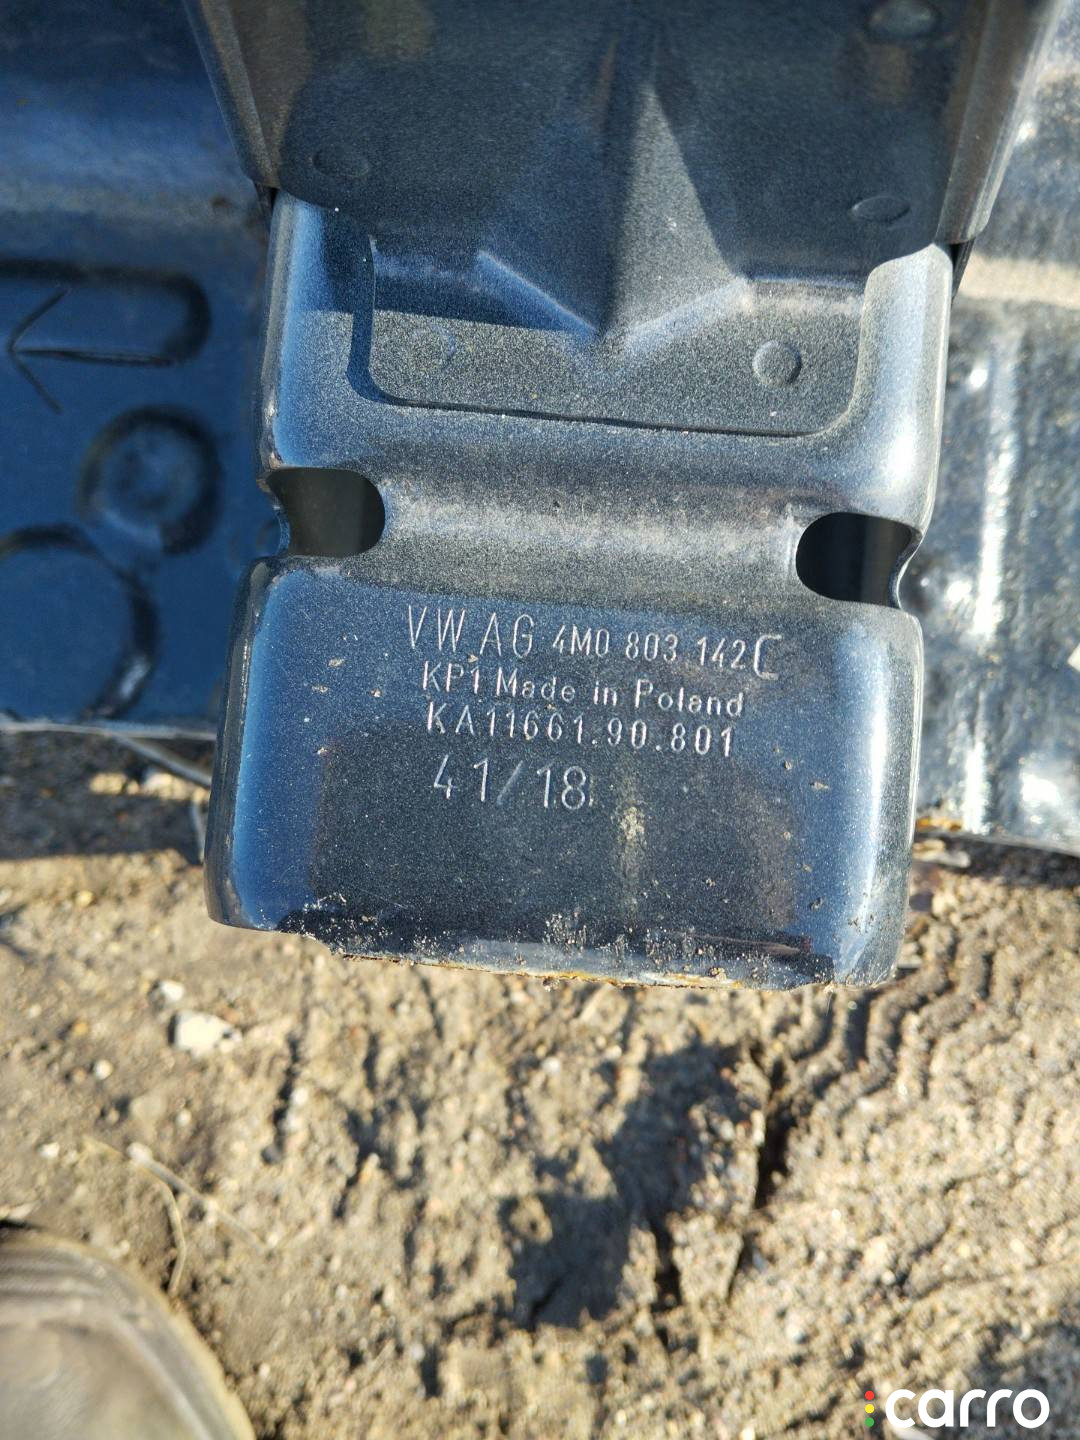 VW AG 4M0 803 142 C
KP1 Made in Poland
KA11661.90.801
41/18
carro